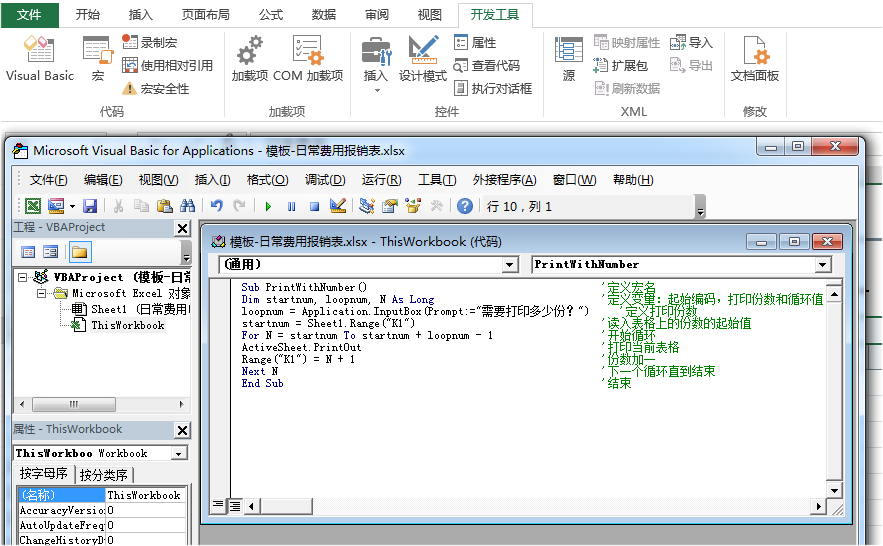 文件 开始 插入 页面布局 公式 数据 审阅 视图 开发工具
录制宏 属性 映射属性 导入
使用相对引用 查看代码 扩展包 导出
Visual Basic 宏 加载项 COM 加载项 插入 设计模式 源 文档面板
宏安全性 执行对话框 刷新数据
代码 加载项 控件 XML 修改
Microsoft Visual Basic for Applications - 模板-日常费用报销表.xlsx
文件(F) 编辑(E) 视图(V) 插入(I) 格式(O) 调试(D) 运行(R) 工具(T) 外接程序(A) 窗口(W) 帮助(H)
行 10，列 1
工程 - VBAProject
VBAProject (模板-日常
Microsoft Excel 对象
Sheet1 (日常费用
ThisWorkbook
模板-日常费用报销表.xlsx - ThisWorkbook (代码)
(通用) PrintWithNumber
Sub PrintWithNumber() '定义宏名
Dim startnum, loopnum, N As Long '定义变量：起始编码，打印份数和循环值
loopnum = Application.InputBox(Prompt:="需要打印多少份？") '定义打印份数
startnum = Sheet1.Range("K1") '读入表格上的份数的起始值
For N = startnum To startnum + loopnum - 1 '开始循环
ActiveSheet.PrintOut '打印当前表格
Range("K1") = N + 1 '份数加一
Next N '下一个循环直到结束
End Sub '结束
属性 - ThisWorkbook
ThisWorkboo Workbook
按字母序 按分类序
(名称) ThisWorkbook
AccuracyVersio 0
AutoUpdateFreq 0
ChangeHistoryD 0